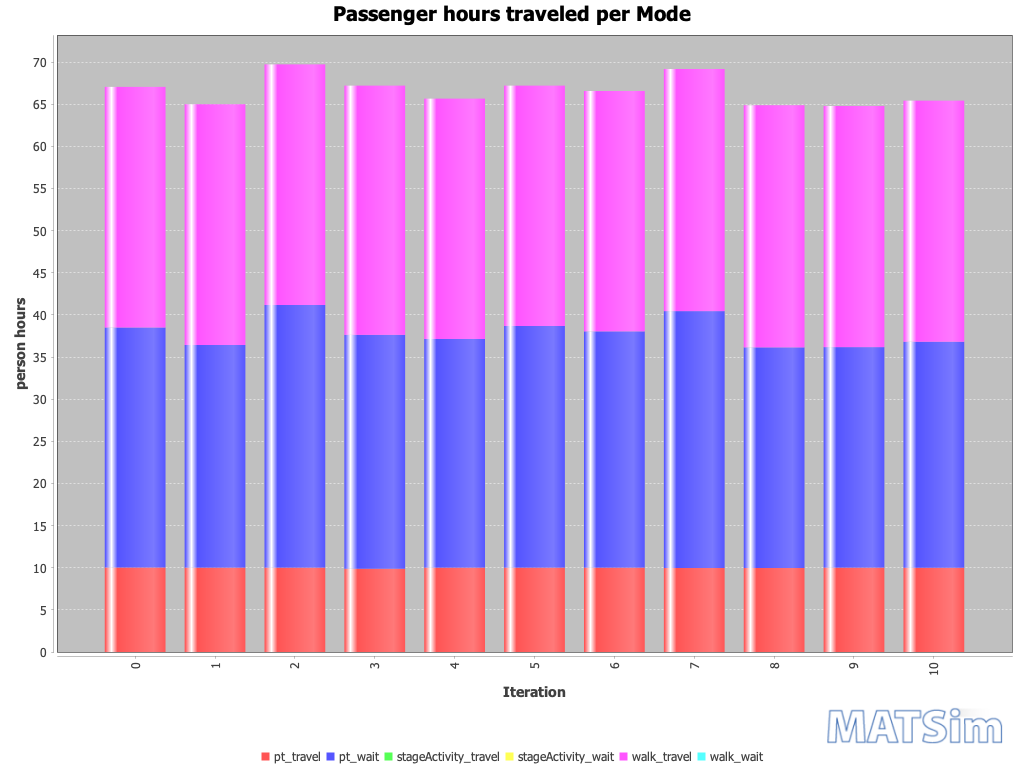 Passenger hours traveled per Mode
person hours
70
65
60
55
50
45
40
35
30
25
20
15
10
5
0
0 1 2 3 4 5 6 7 8 9 10
Iteration
MATSim
pt_travel pt_wait stageActivity_travel stageActivity_wait walk_travel walk_wait